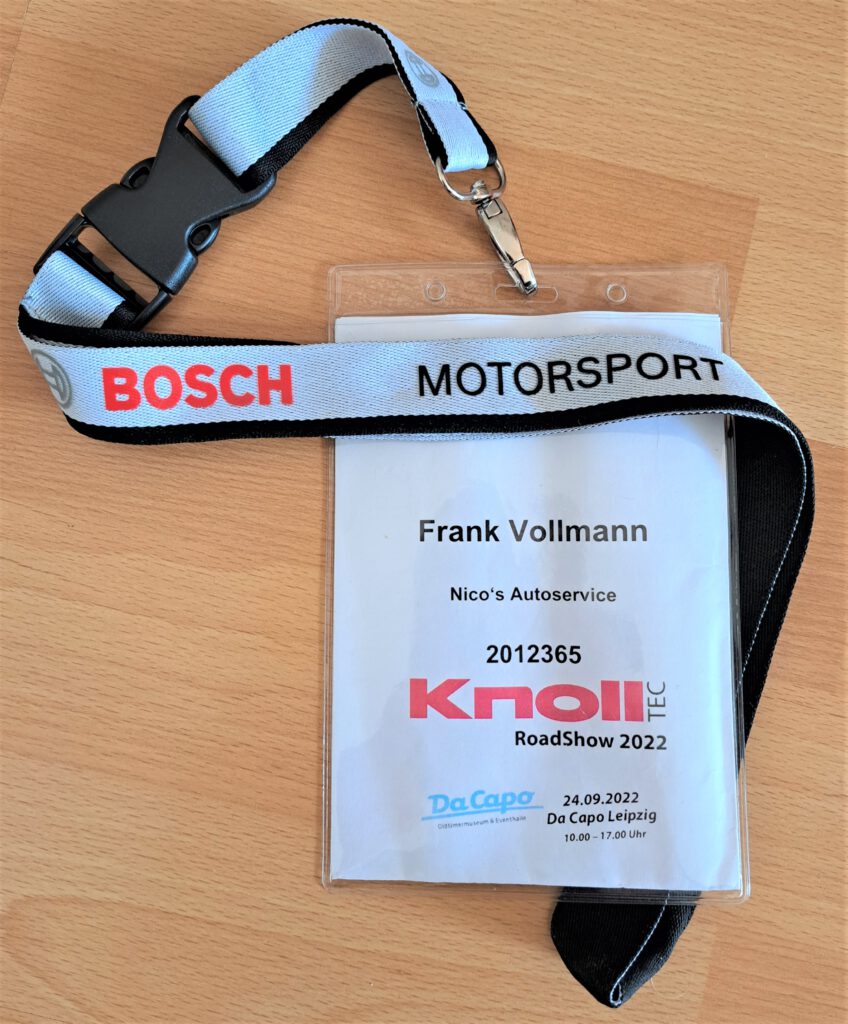 BOSCH MOTORSPORT
Frank Vollmann
Nico‘s Autoservice
2012365
Knoll TEC
RoadShow 2022
Da Capo
Oldtimermuseum & Eventhalle
24.09.2022
Da Capo Leipzig
10.00 – 17.00 Uhr